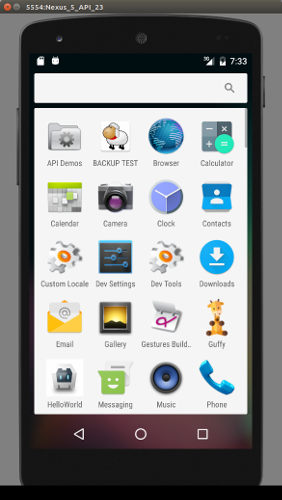 5554:Nexus_5_API_23
3G 7:33
API Demos BACKUP TEST Browser Calculator
Calendar Camera Clock Contacts
Custom Locale Dev Settings Dev Tools Downloads
Email Gallery Gestures Build.. Guffy
HelloWorld Messaging Music Phone